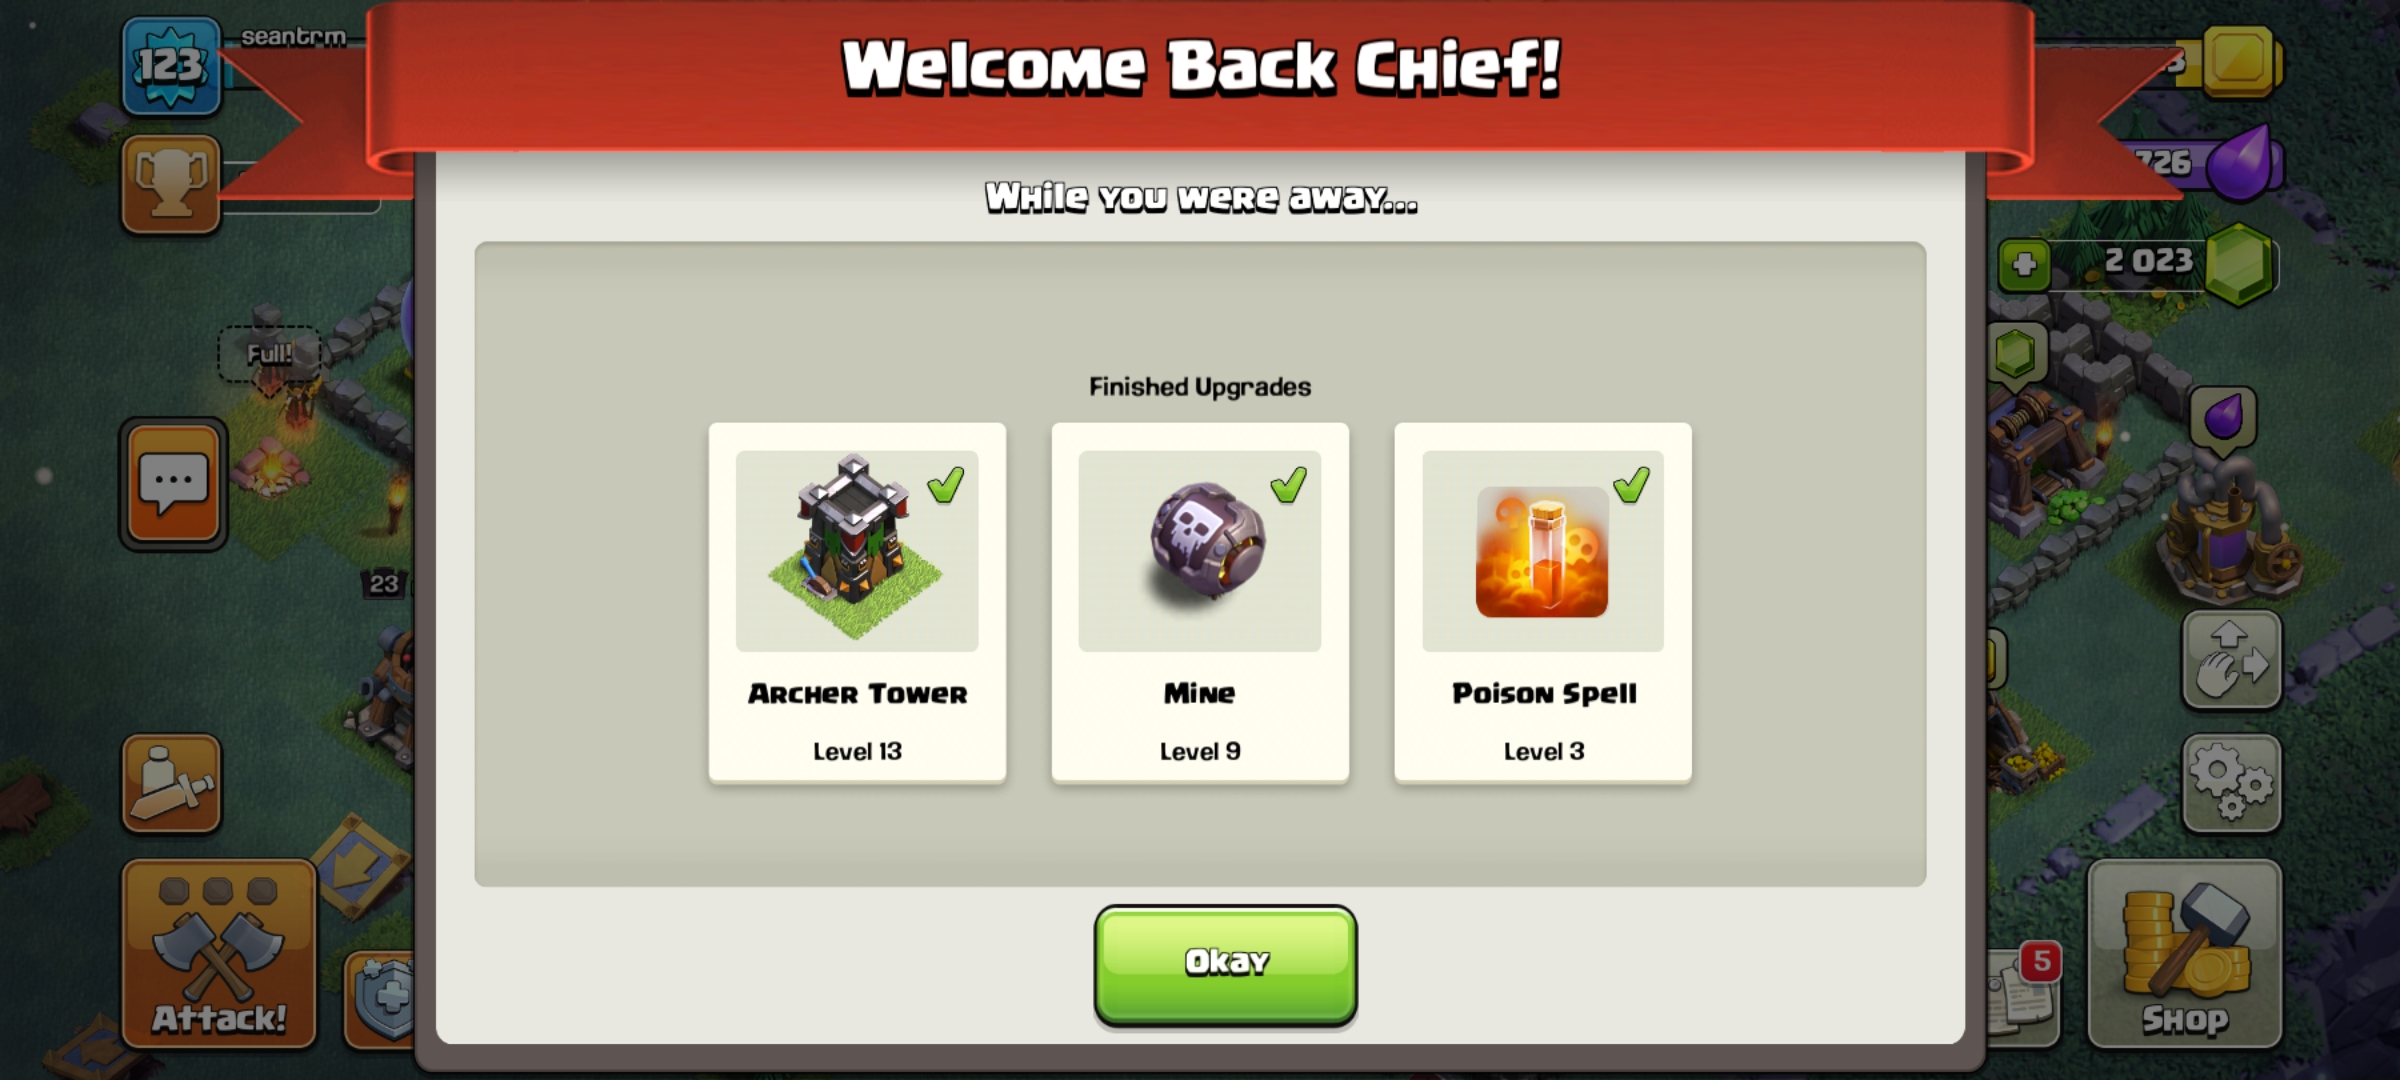 123
seantrm
Welcome Back Chief!
While you were away...
726
2 023
Full!
23
Finished Upgrades
Archer Tower
Level 13
Mine
Level 9
Poison Spell
Level 3
Okay
Attack!
5
Shop